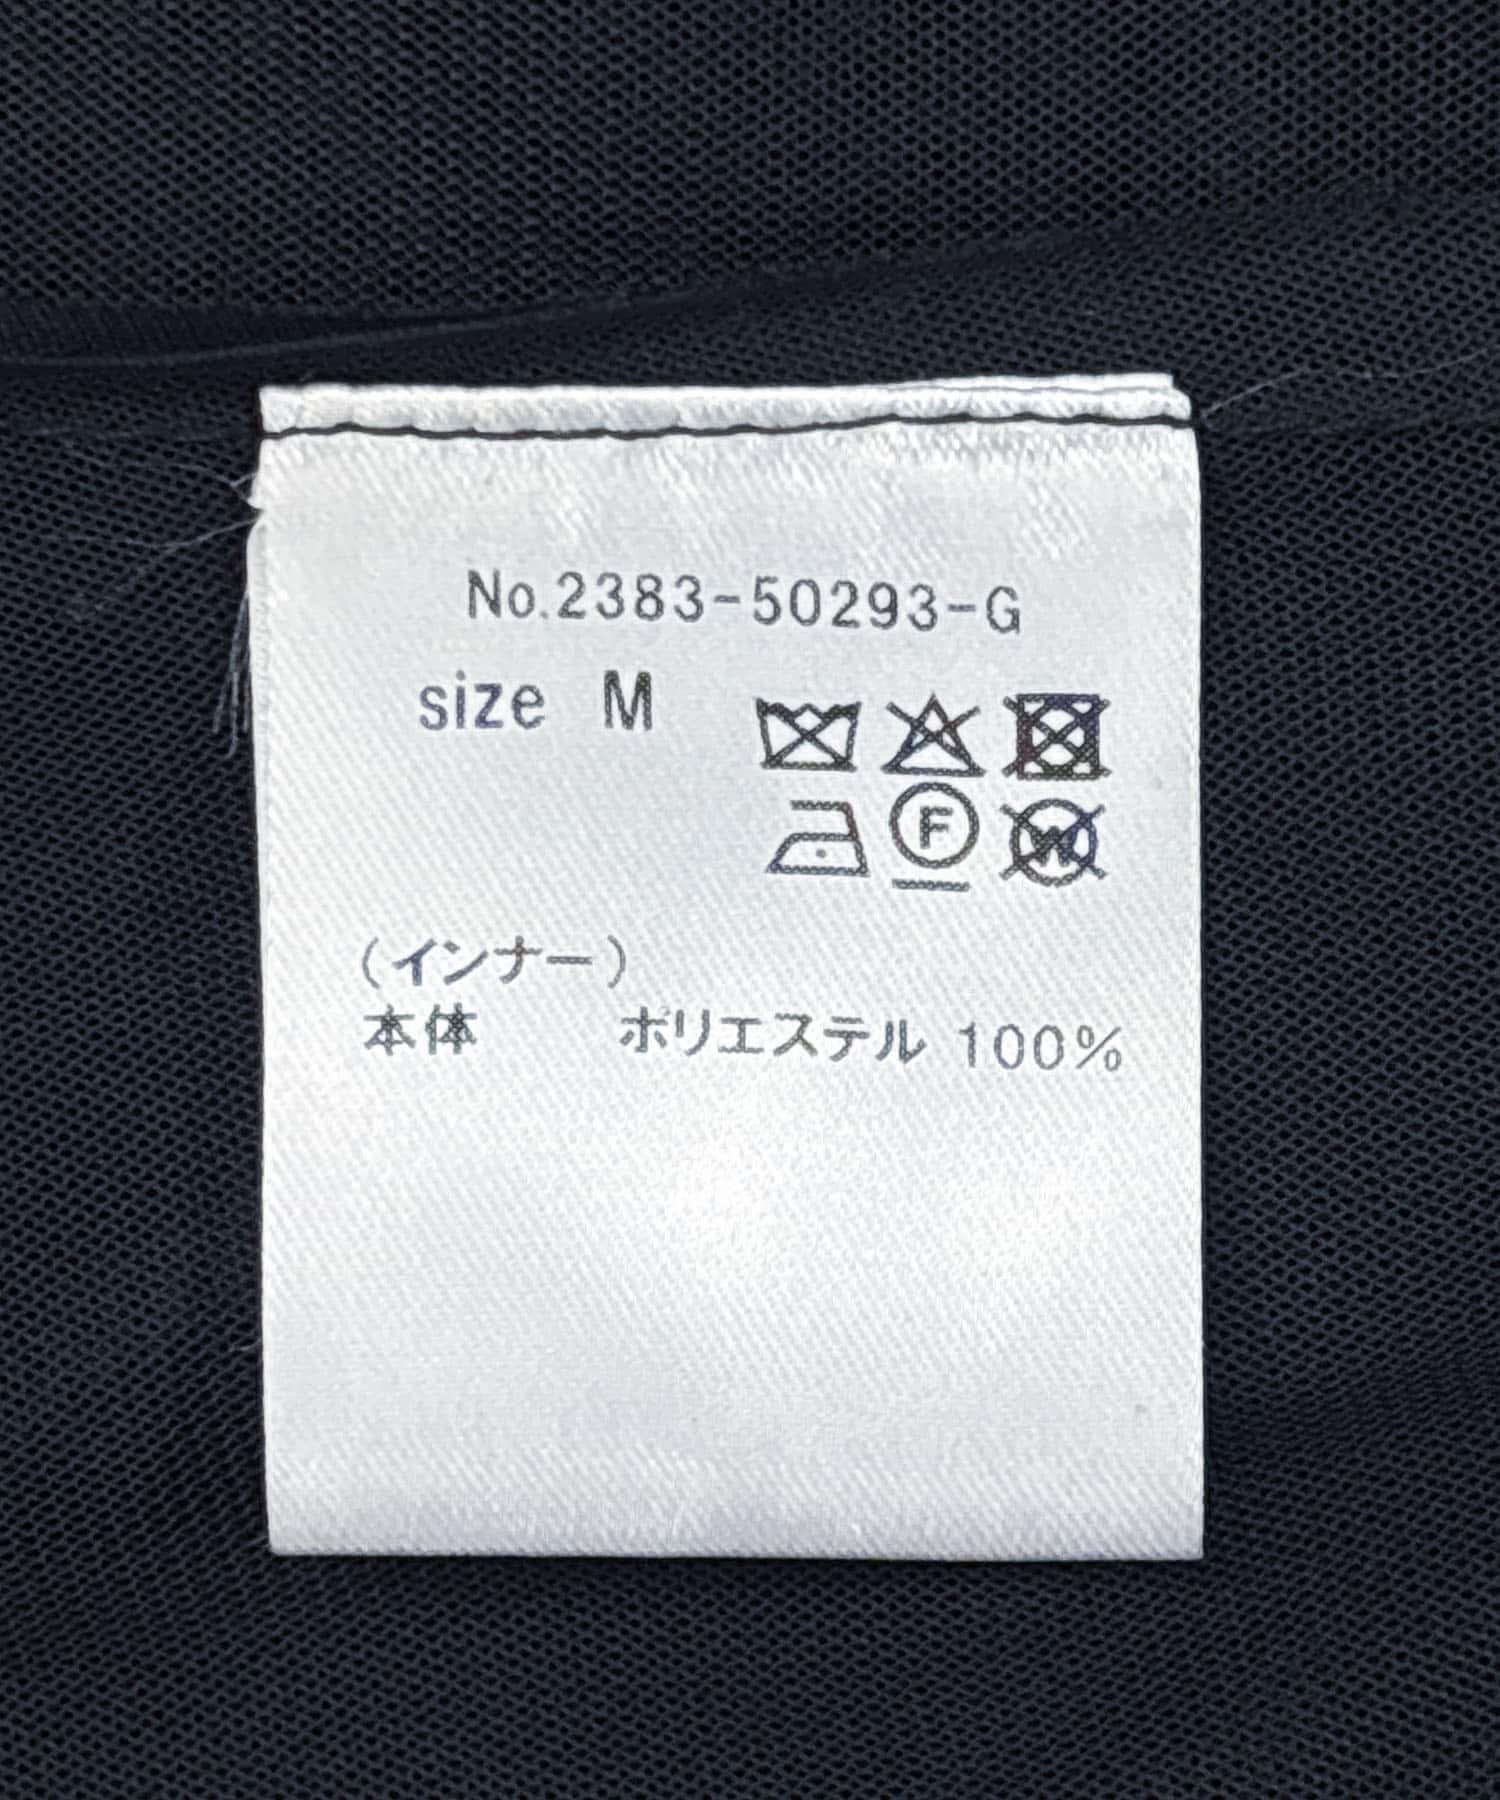 No.2383-50293-G
size M
F W
(インナー)
本体 ポリエステル 100%